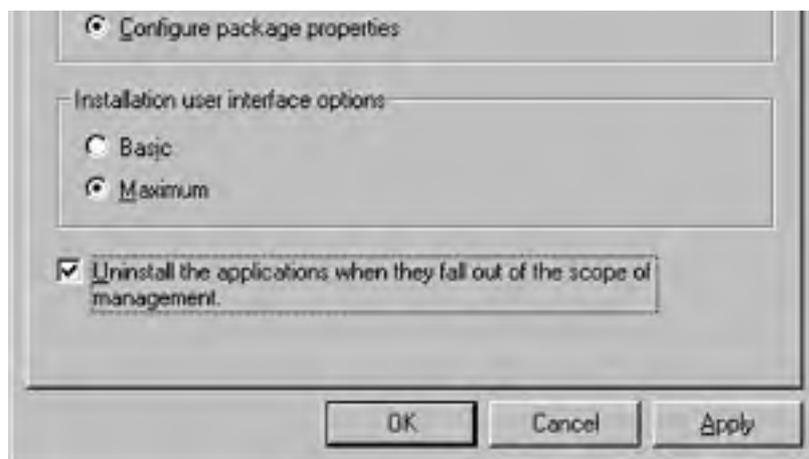 Configure package properties
Installation user interface options
Basic
Maximum
Uninstall the applications when they fall out of the scope of
management.
OK Cancel Apply